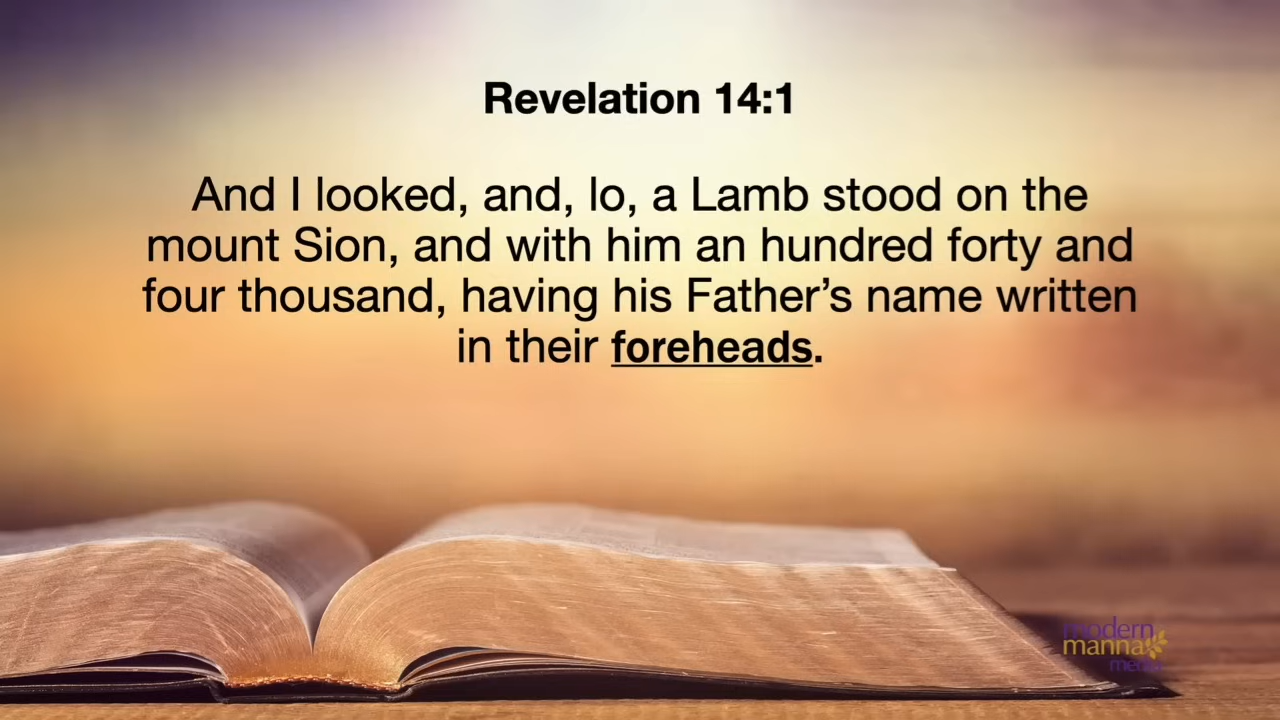 Revelation 14:1
And I looked, and, lo, a Lamb stood on the
mount Sion, and with him an hundred forty and
four thousand, having his Father’s name written
in their foreheads.
modern
manna
media